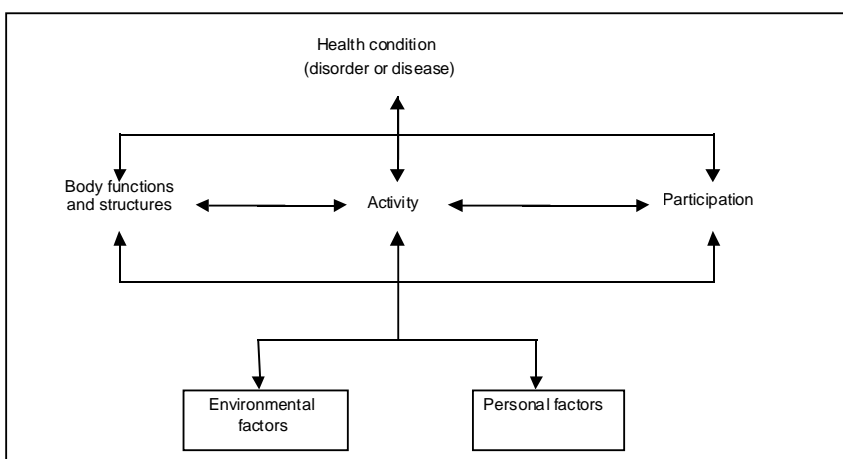 Health condition
(disorder or disease)
Body functions
and structures
Activity
Participation
Environmental
factors
Personal factors